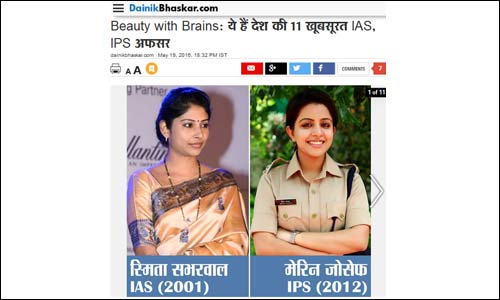 DainikBhaskar.com
Beauty with Brains: ये हैं देश की 11 खूबसूरत IAS,
IPS अफसर
dainikbhaskar.com | May 19, 2016, 18:32 PM IST
A A
COMMENTS 7
g Partner
llantin
1 of 11
स्मिता सभरवाल
IAS (2001)
मेरिन जोसेफ
IPS (2012)